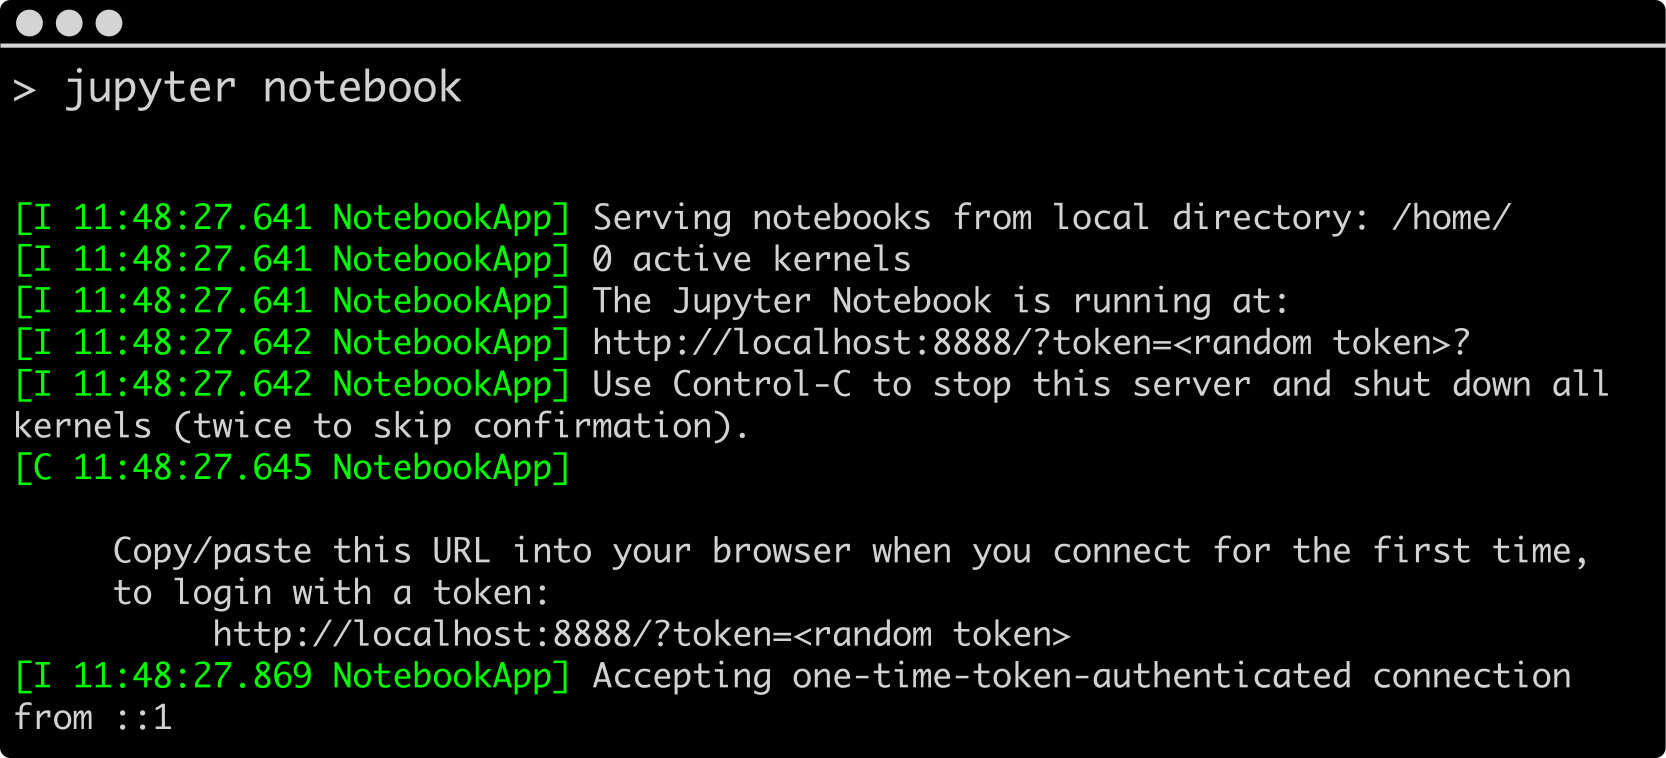 > jupyter notebook
[I 11:48:27.641 NotebookApp] Serving notebooks from local directory: /home/
[I 11:48:27.641 NotebookApp] 0 active kernels
[I 11:48:27.641 NotebookApp] The Jupyter Notebook is running at:
[I 11:48:27.642 NotebookApp] http://localhost:8888/?token=<random token>?
[I 11:48:27.642 NotebookApp] Use Control-C to stop this server and shut down all
kernels (twice to skip confirmation).
[C 11:48:27.645 NotebookApp]
Copy/paste this URL into your browser when you connect for the first time,
to login with a token:
http://localhost:8888/?token=<random token>
[I 11:48:27.869 NotebookApp] Accepting one-time-token-authenticated connection
from ::1